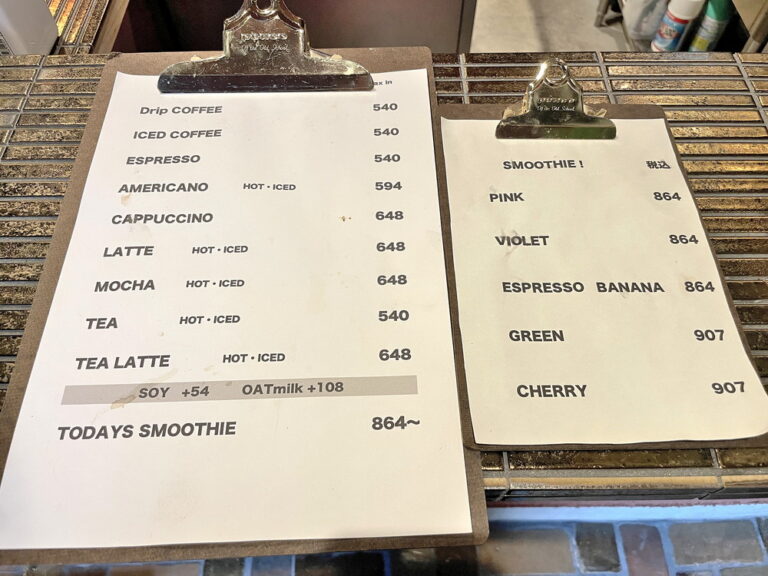 ax in
Drip COFFEE 540
ICED COFFEE 540
ESPRESSO 540
AMERICANO HOT・ICED 594
CAPPUCCINO 648
LATTE HOT・ICED 648
MOCHA HOT・ICED 648
TEA HOT・ICED 540
TEA LATTE HOT・ICED 648
SOY +54 OATmilk +108
TODAYS SMOOTHIE 864~
SMOOTHIE ! 税込
PINK 864
VIOLET 864
ESPRESSO BANANA 864
GREEN 907
CHERRY 907